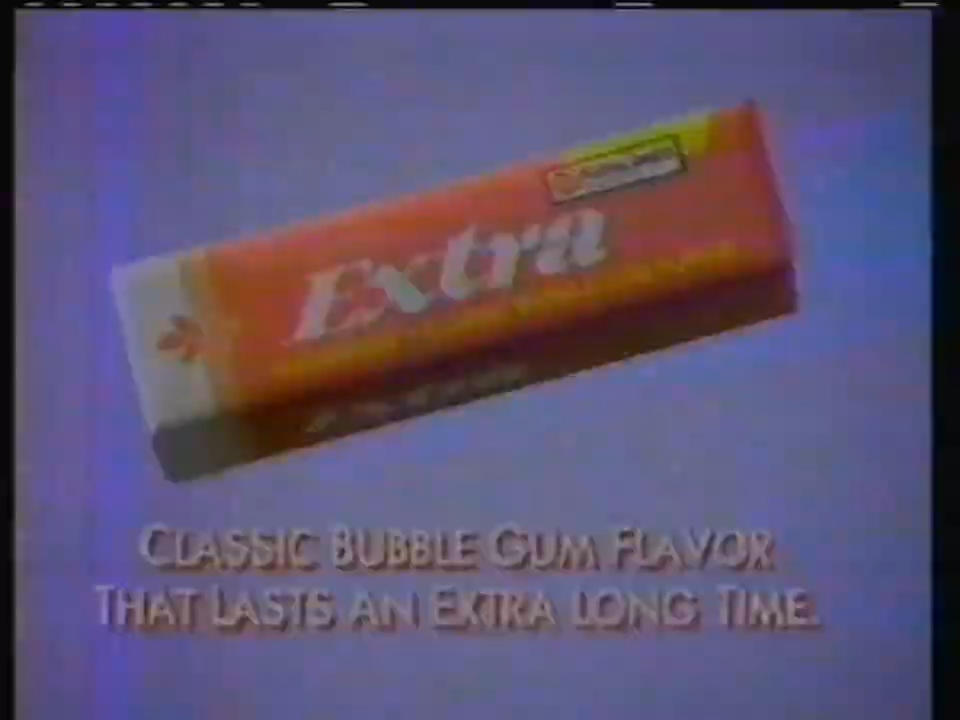 Extra
CLASSIC BUBBLE GUM FLAVOR
THAT LASTS AN EXTRA LONG TIME.